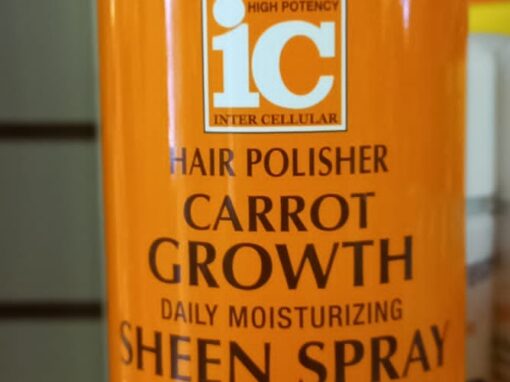 HIGH POTENCY
iC
INTER CELLULAR
HAIR POLISHER
CARROT
GROWTH
DAILY MOISTURIZING
SHEEN SPRAY